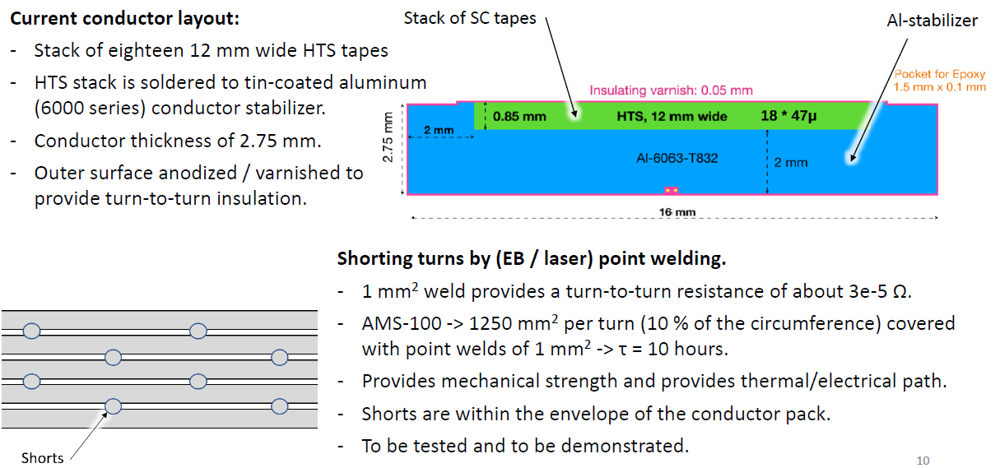 Current conductor layout:
- Stack of eighteen 12 mm wide HTS tapes
- HTS stack is soldered to tin-coated aluminum
(6000 series) conductor stabilizer.
- Conductor thickness of 2.75 mm.
- Outer surface anodized / varnished to
provide turn-to-turn insulation.
Stack of SC tapes
Al-stabilizer
Pocket for Epoxy
1.5 mm x 0.1 mm
Insulating varnish: 0.05 mm
2.75 mm
2 mm
0.85 mm
HTS, 12 mm wide
18 * 47µ
Al-6063-T832
2 mm
16 mm
Shorting turns by (EB / laser) point welding.
- 1 mm² weld provides a turn-to-turn resistance of about 3e-5 Ω.
- AMS-100 -> 1250 mm² per turn (10 % of the circumference) covered
with point welds of 1 mm² -> τ = 10 hours.
- Provides mechanical strength and provides thermal/electrical path.
- Shorts are within the envelope of the conductor pack.
- To be tested and to be demonstrated.
Shorts
10